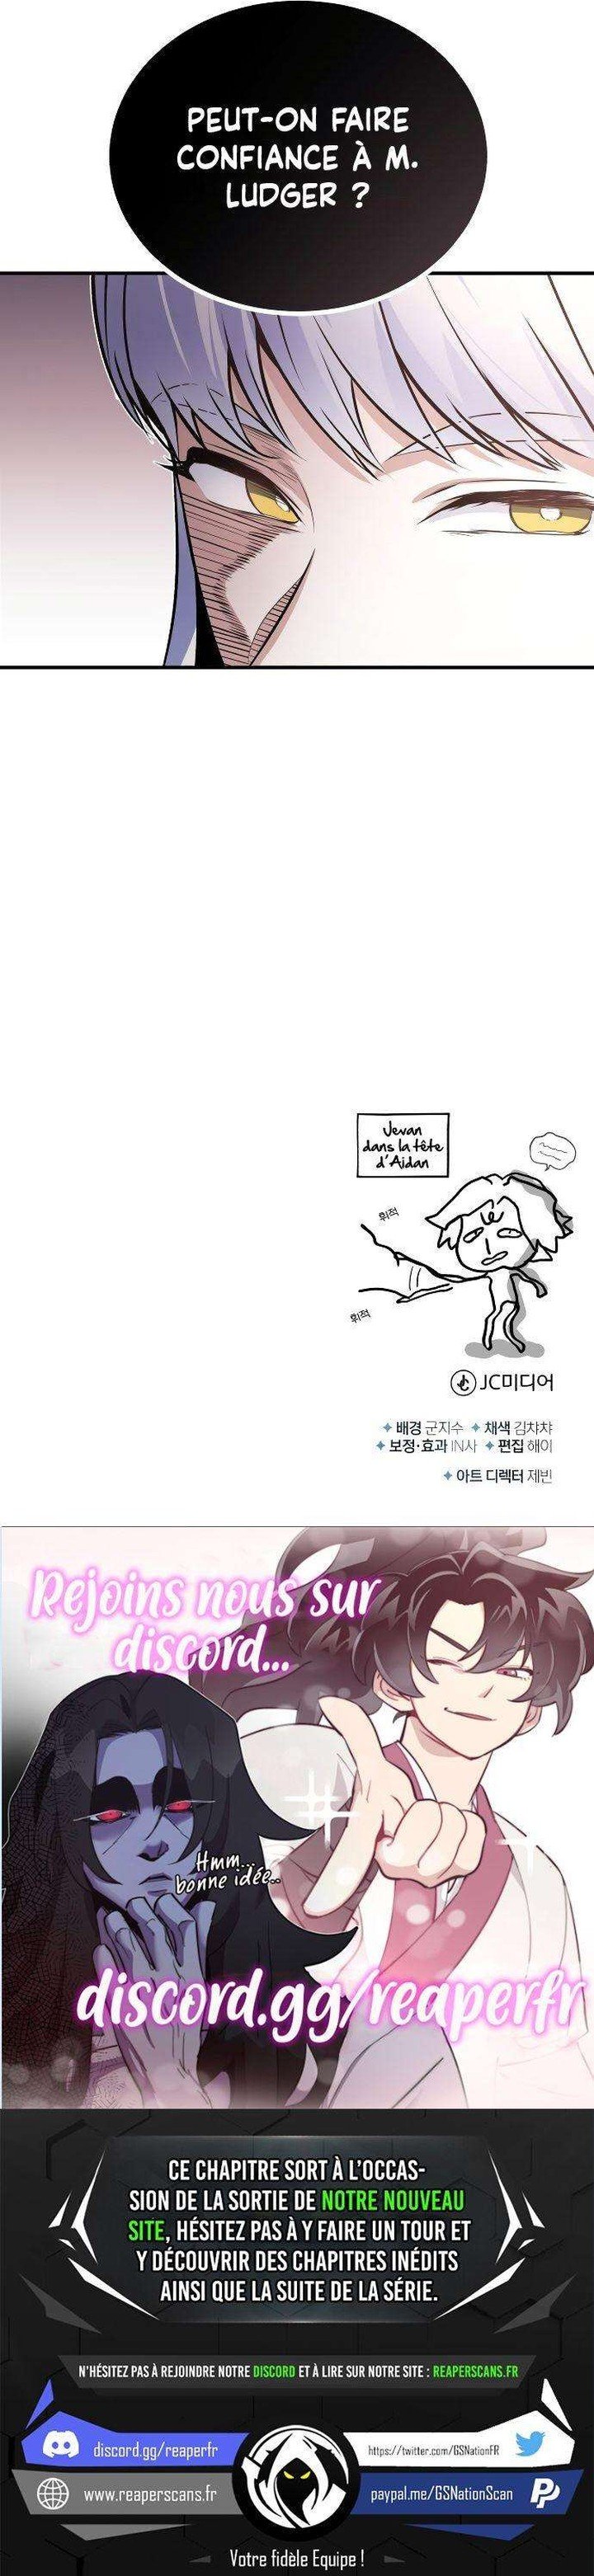 PEUT-ON FAIRE
CONFIANCE À M.
LUDGER ?
Jevan
dans la tête
d'Aidan
휘적
휘적
JC미디어
배경 군지수 채색 김챠챠
보정·효과 IN사 편집 해이
아트 디렉터 제빈
Rejoins nous sur
discord...
Hmm...
bonne idée..
discord.gg/reaperfr
CE CHAPITRE SORT À L'OCCAS-
SION DE LA SORTIE DE NOTRE NOUVEAU
SITE, HÉSITEZ PAS À Y FAIRE UN TOUR ET
Y DÉCOUVRIR DES CHAPITRES INÉDITS
AINSI QUE LA SUITE DE LA SÉRIE.
N'HÉSITEZ PAS À REJOINDRE NOTRE DISCORD ET À LIRE SUR NOTRE SITE : REAPERSCANS.FR
discord.gg/reaperfr
https://twitter.com/GSNationFR
www.reaperscans.fr
paypal.me/GSNationScan
Votre fidèle Equipe !